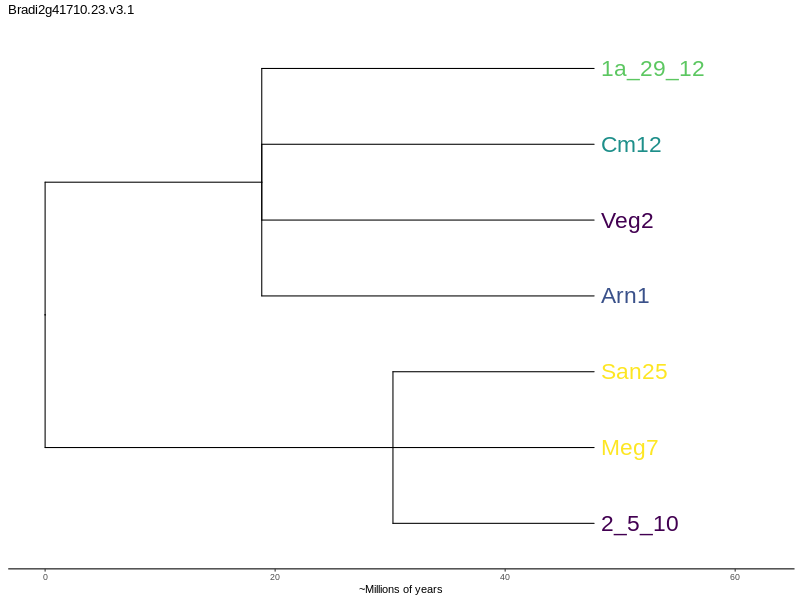 Bradi2g41710.23.v3.1
1a_29_12
Cm12
Veg2
Arn1
San25
Meg7
2_5_10
0 20 40 60
~Millions of years